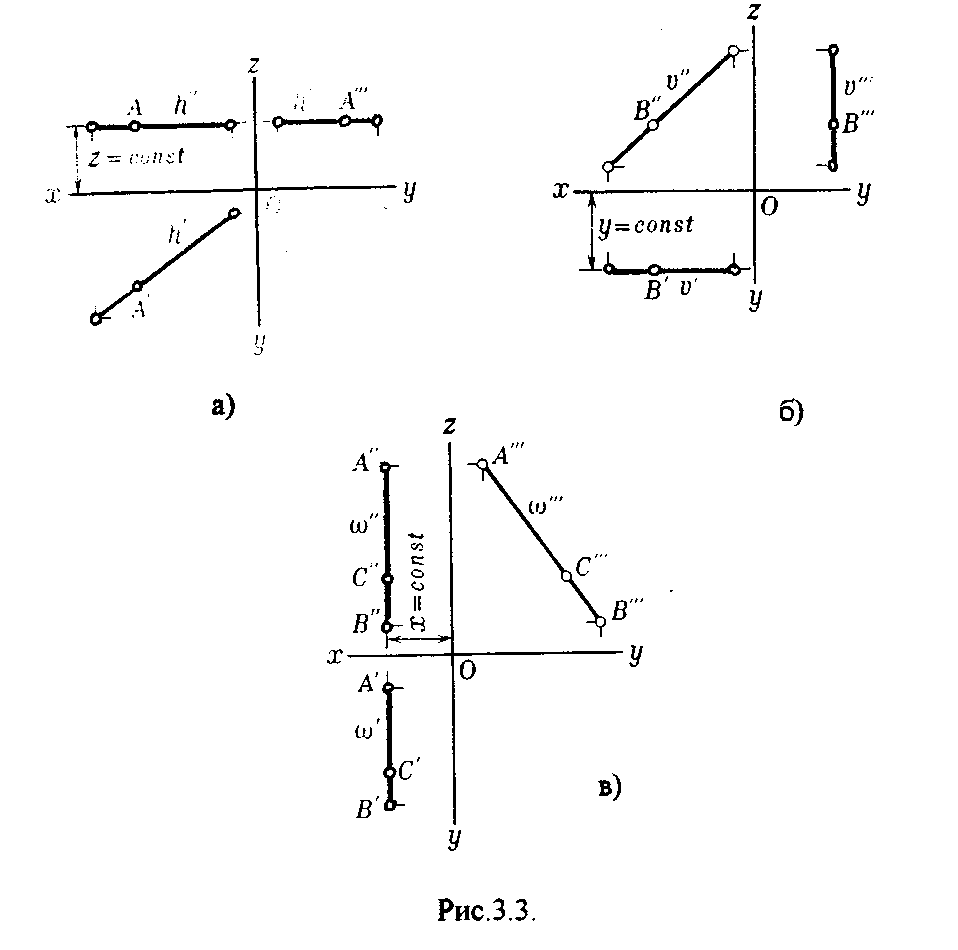 z
A h'' h A'''
z = const
x y
h'
A'
y
а)
z
v'' v'''
B'' B'''
x y
O
y=const
B' v'
y
б)
z
A'' A'''
ω'' ω'''
x=const
C'' C'''
B'' B'''
x y
O
A'
ω'
C'
B'
y
в)
Рис.3.3.